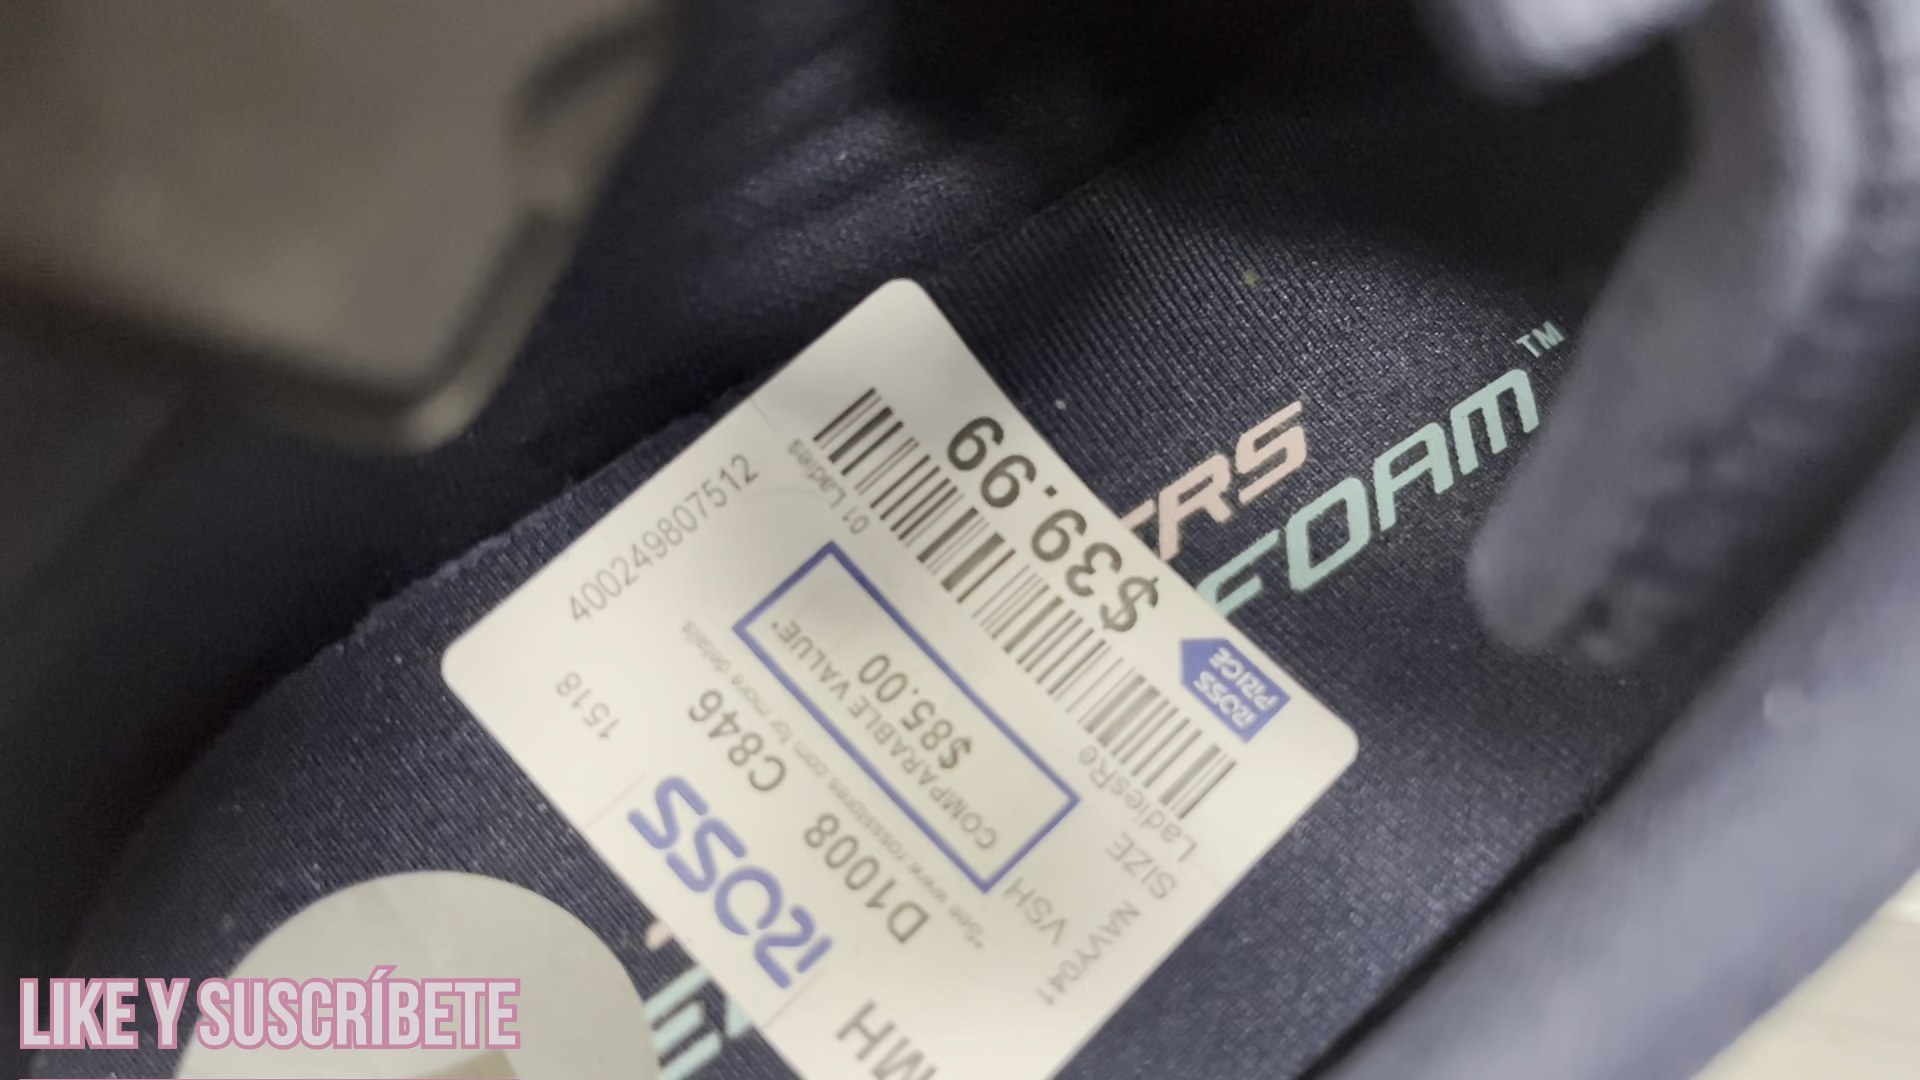 400249807512
01 Ladies
$39.99
ROSS
PRICE
LadiesRe
SIZE
NAVY041
VSH
COMPARABLE VALUE*
$85.00
*See www.rossstores.com for more details
D1008 C846
1518
ROSS
MH
RS
FOAM™
LIKE Y SUSCRÍBETE